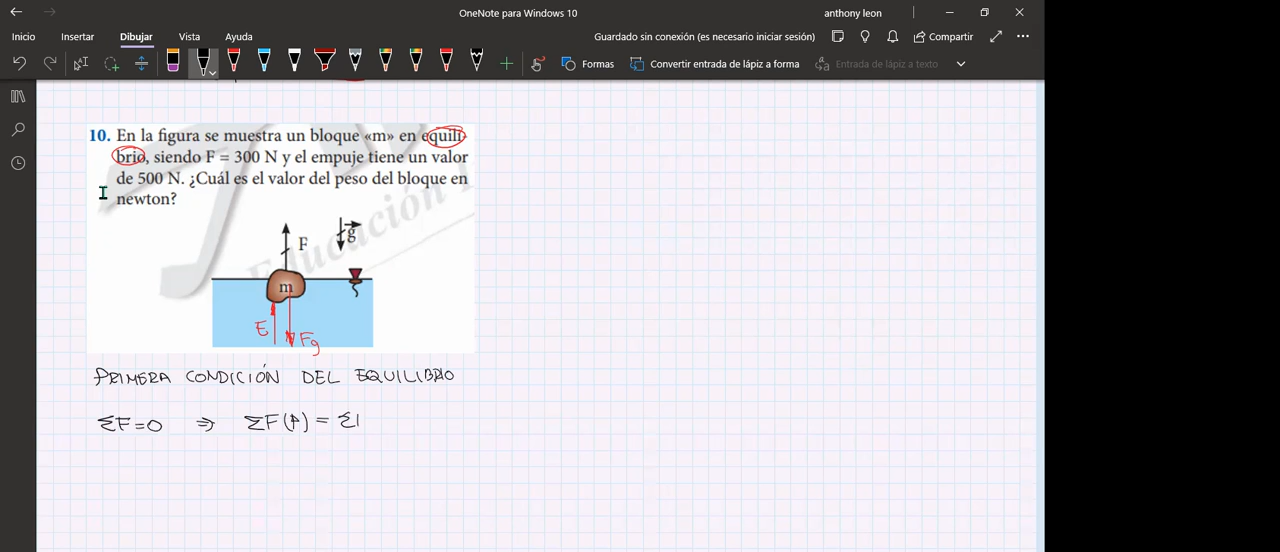 OneNote para Windows 10
anthony leon
Inicio Insertar Dibujar Vista Ayuda
Guardado sin conexión (es necesario iniciar sesión)
Compartir
Formas
Convertir entrada de lápiz a forma
Entrada de lápiz a texto
10. En la figura se muestra un bloque «m» en equili-
brio, siendo F = 300 N y el empuje tiene un valor
de 500 N. ¿Cuál es el valor del peso del bloque en
newton?
F
g
Educación
m
E
Fg
PRIMERA CONDICIÓN DEL EQUILIBRIO
ΣF=0 ⇒ ΣF(↑) = Σ